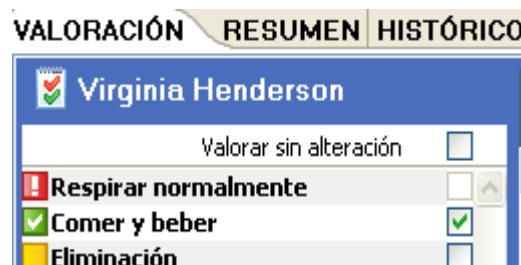 VALORACIÓN RESUMEN HISTÓRICO
Virginia Henderson
Valorar sin alteración
Respirar normalmente
Comer y beber
Eliminación